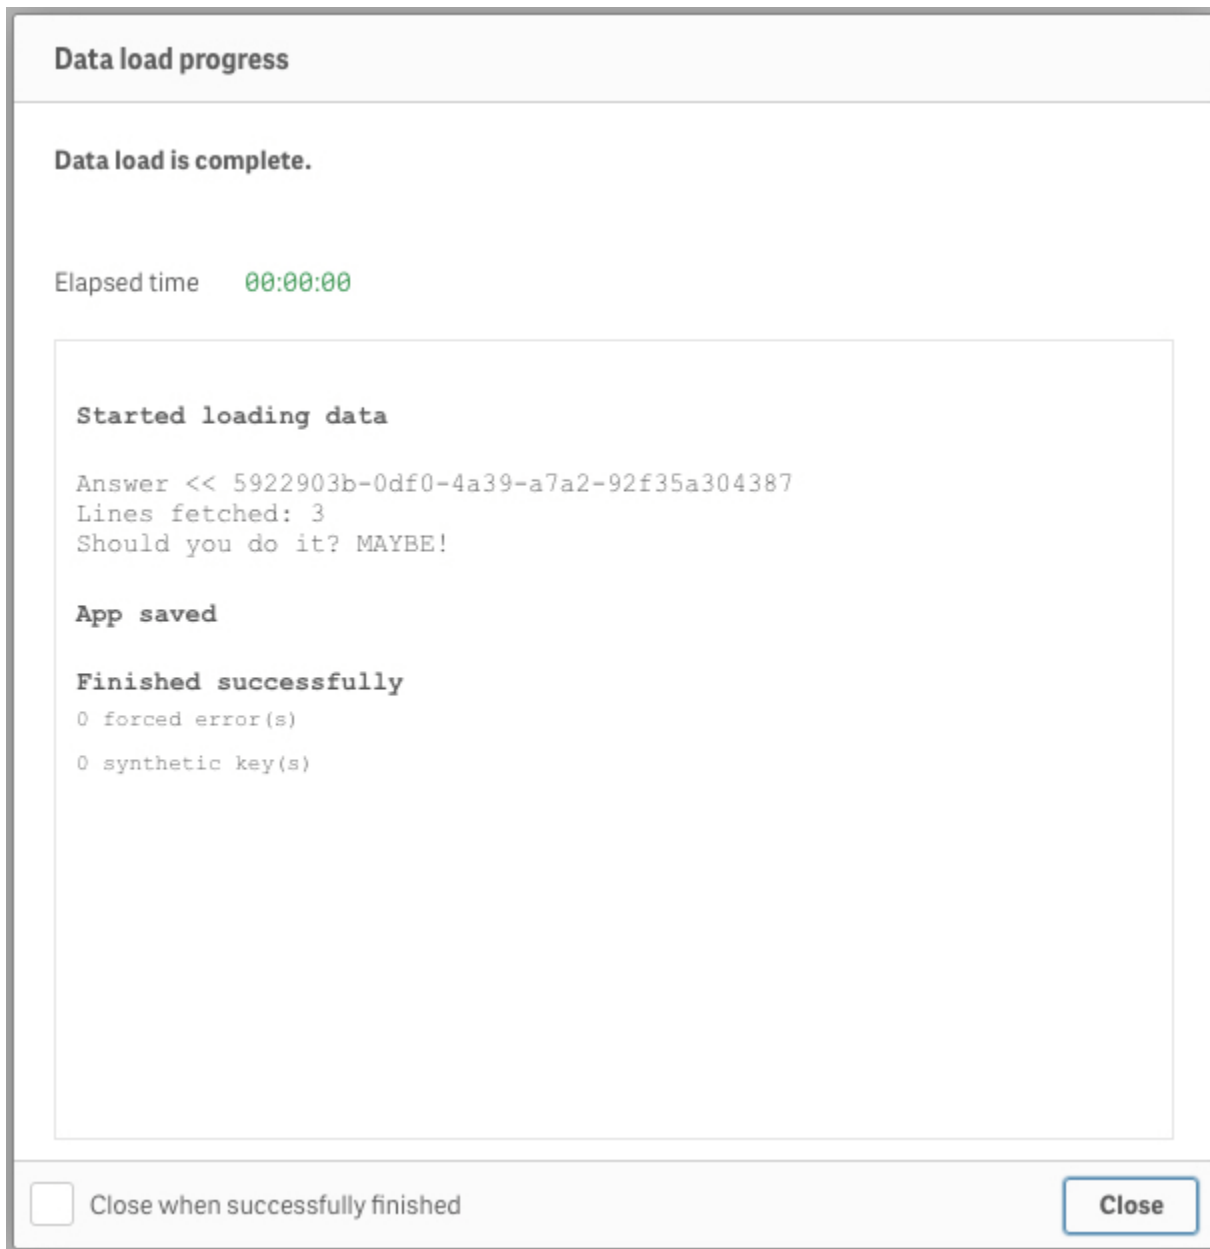 Data load progress
Data load is complete.
Elapsed time 00:00:00
Started loading data
Answer << 5922903b-0df0-4a39-a7a2-92f35a304387
Lines fetched: 3
Should you do it? MAYBE!
App saved
Finished successfully
0 forced error(s)
0 synthetic key(s)
Close when successfully finished
Close